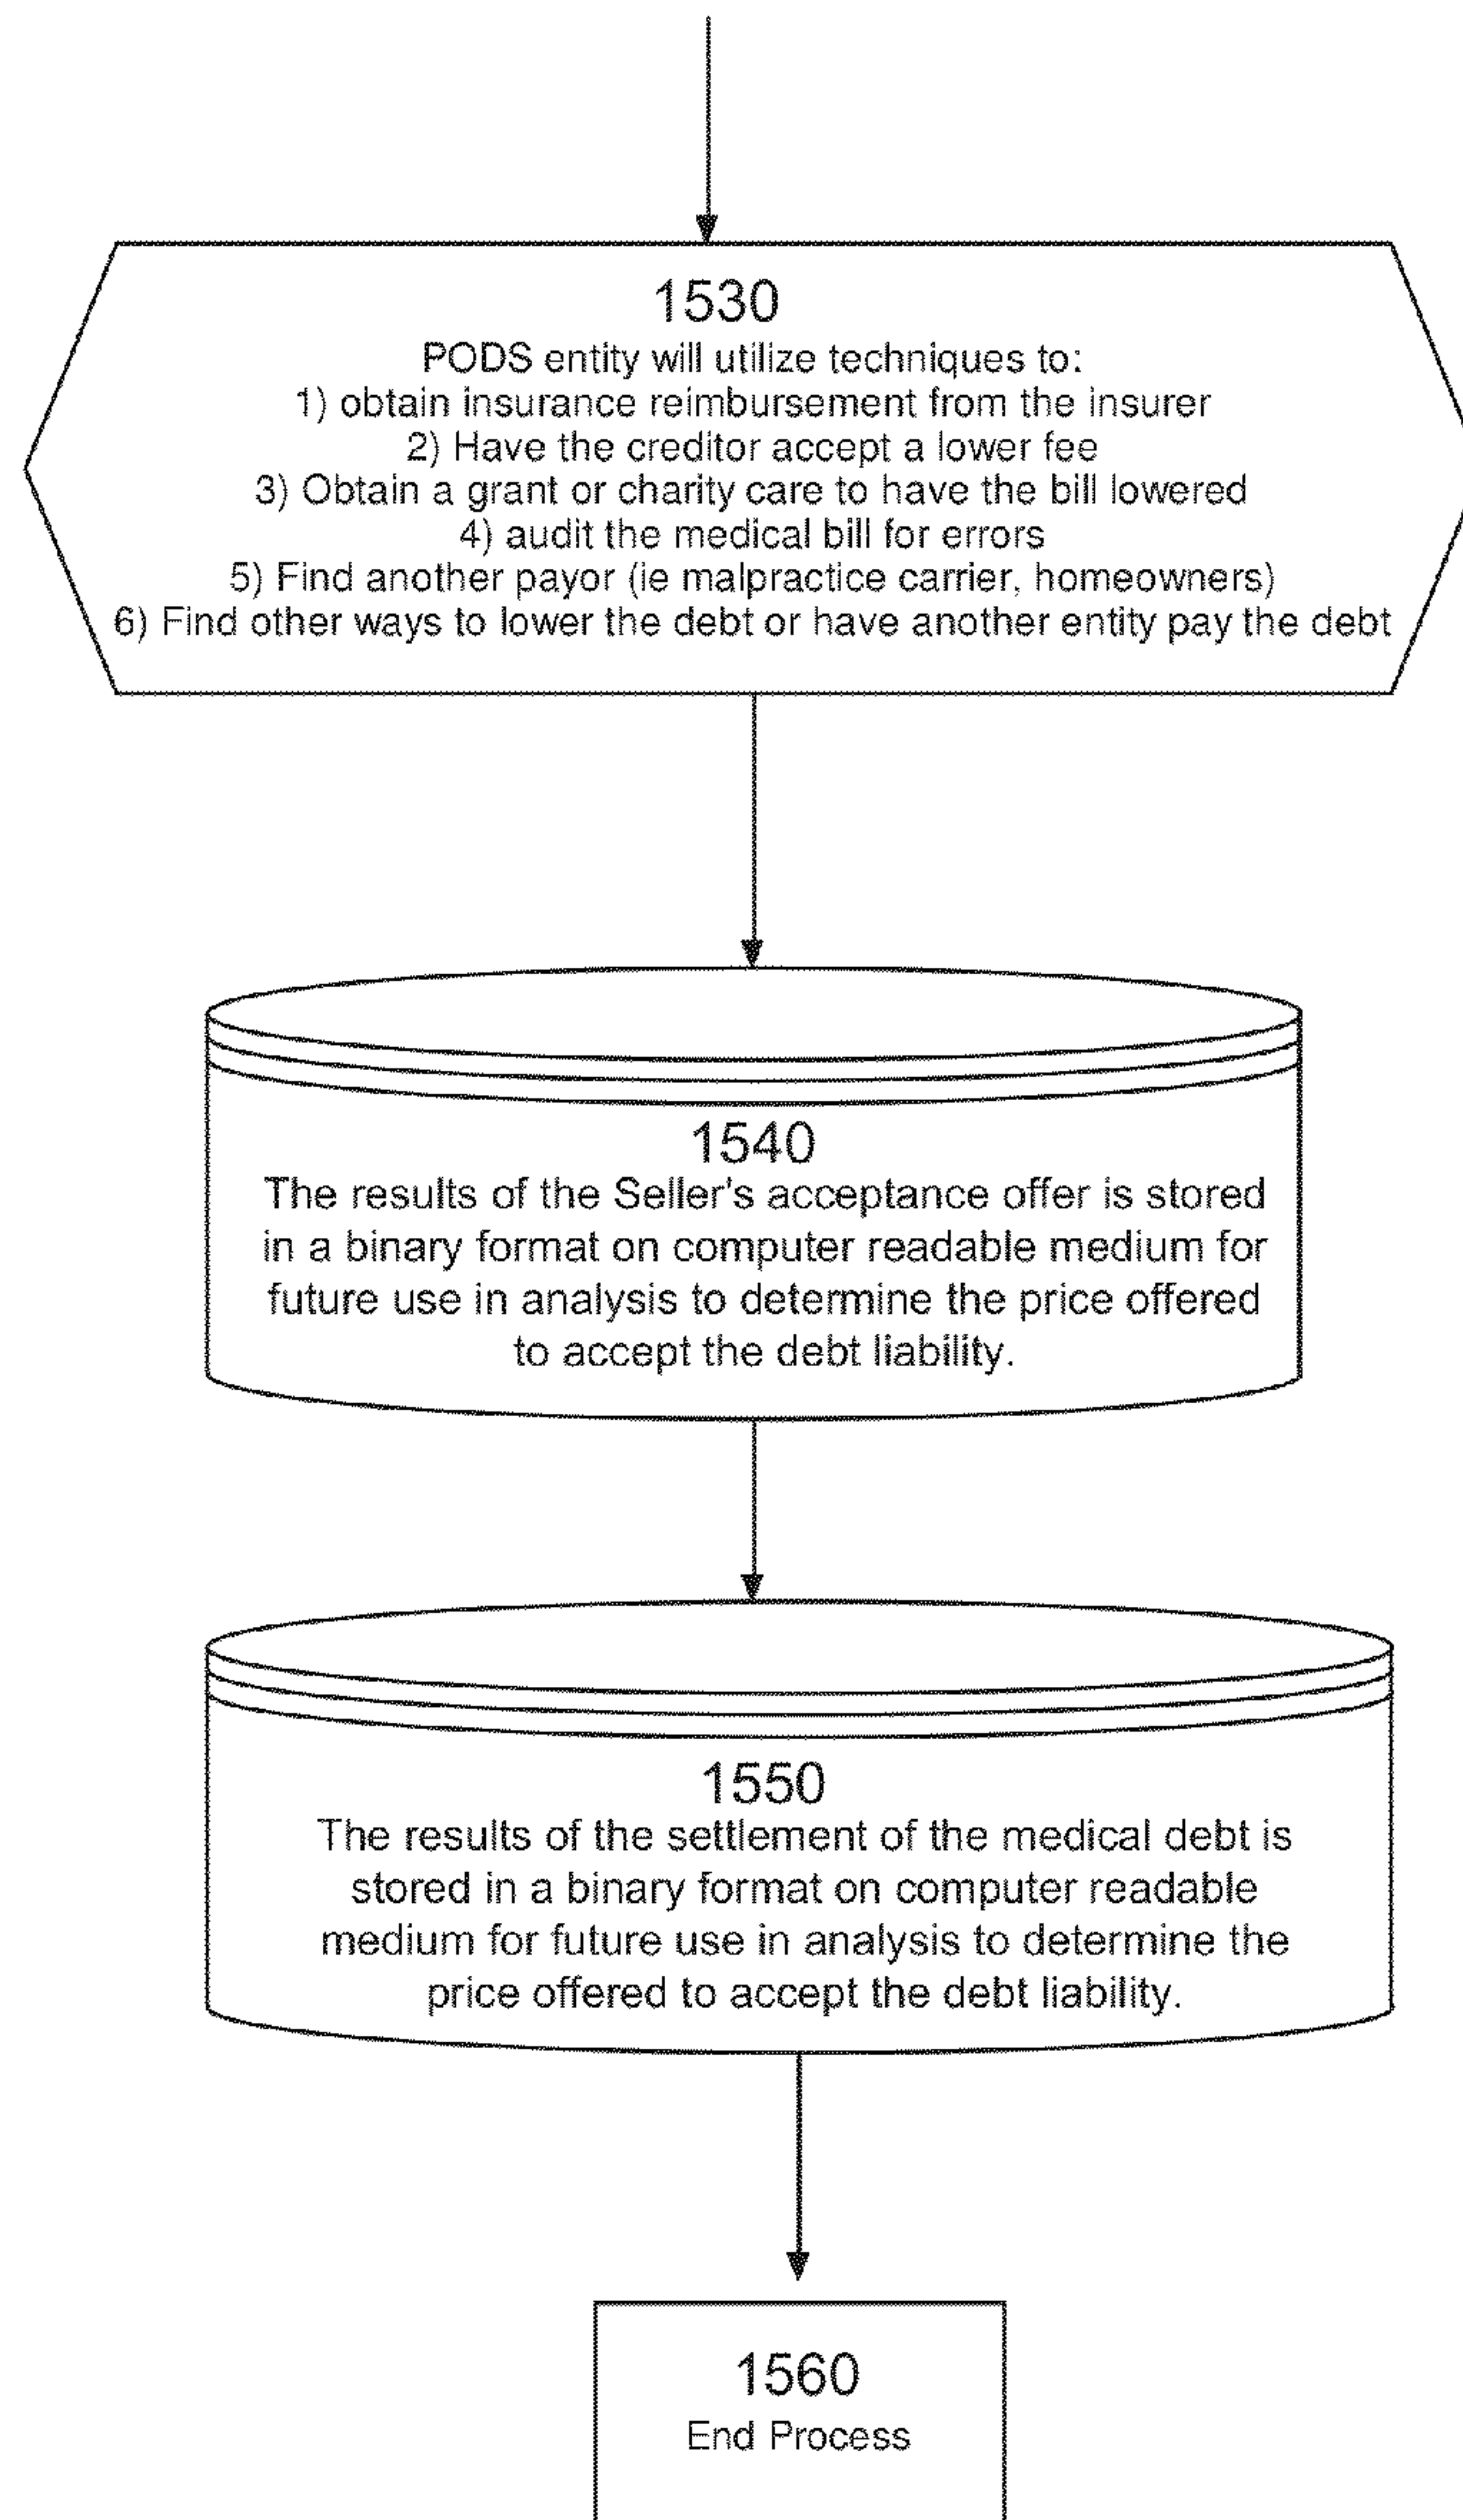 1530
PODS entity will utilize techniques to:
1) obtain insurance reimbursement from the insurer
2) Have the creditor accept a lower fee
3) Obtain a grant or charity care to have the bill lowered
4) audit the medical bill for errors
5) Find another payor (ie malpractice carrier, homeowners)
6) Find other ways to lower the debt or have another entity pay the debt
1540
The results of the Seller's acceptance offer is stored
in a binary format on computer readable medium for
future use in analysis to determine the price offered
to accept the debt liability.
1550
The results of the settlement of the medical debt is
stored in a binary format on computer readable
medium for future use in analysis to determine the
price offered to accept the debt liability.
1560
End Process